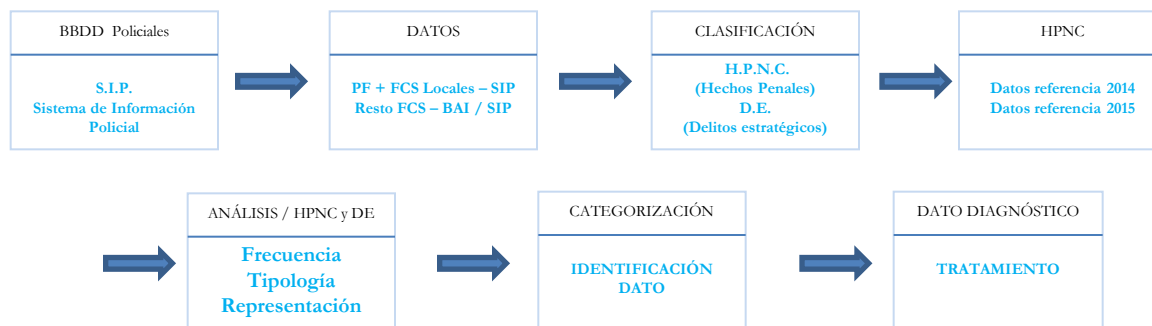 BBDD Policiales
S.I.P.
Sistema de Información
Policial
DATOS
PF + FCS Locales – SIP
Resto FCS – BAI / SIP
CLASIFICACIÓN
H.P.N.C.
(Hechos Penales)
D.E.
(Delitos estratégicos)
HPNC
Datos referencia 2014
Datos referencia 2015
ANÁLISIS / HPNC y DE
Frecuencia
Tipología
Representación
CATEGORIZACIÓN
IDENTIFICACIÓN
DATO
DATO DIAGNÓSTICO
TRATAMIENTO